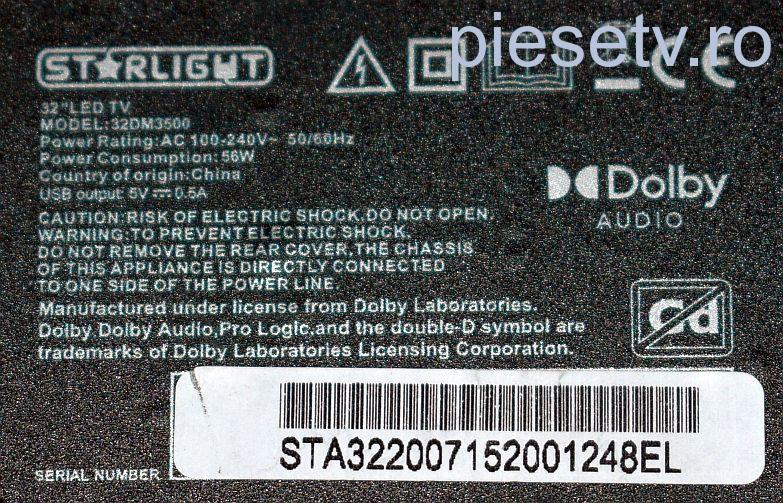 piesetv.ro
STARLIGHT
32"LED TV
MODEL:32DM3500
Power Rating:AC 100-240V~ 50/60Hz
Power Consumption:56W
Country of origin:China
USB output: 5V⎓0.5A
CAUTION:RISK OF ELECTRIC SHOCK.DO NOT OPEN.
WARNING:TO PREVENT ELECTRIC SHOCK.
DO NOT REMOVE THE REAR COVER,THE CHASSIS
OF THIS APPLIANCE IS DIRECTLY CONNECTED
TO ONE SIDE OF THE POWER LINE.
Dolby
AUDIO
Manufactured under license from Dolby Laboratories.
Dolby,Dolby Audio,Pro Logic,and the double-D symbol are
trademarks of Dolby Laboratories Licensing Corporation.
Cd
STA322007152001248EL
SERIAL NUMBER